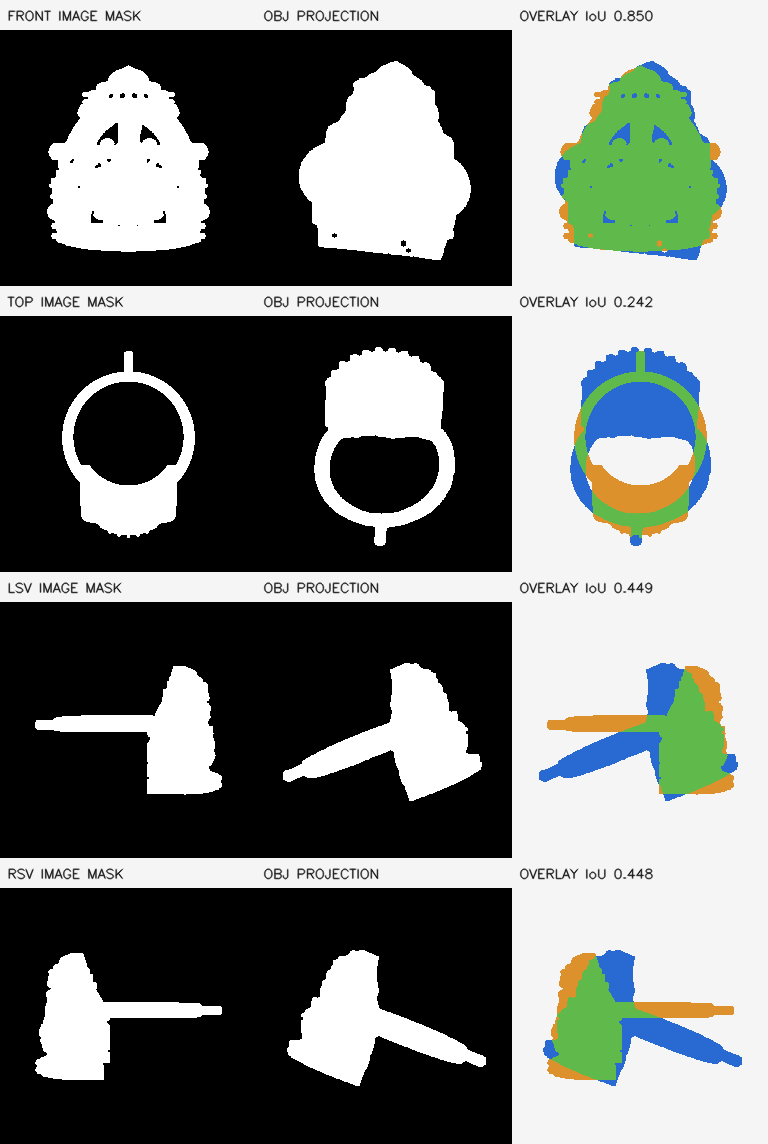 FRONT IMAGE MASK
OBJ PROJECTION
OVERLAY IoU 0.850
TOP IMAGE MASK
OBJ PROJECTION
OVERLAY IoU 0.242
LSV IMAGE MASK
OBJ PROJECTION
OVERLAY IoU 0.449
RSV IMAGE MASK
OBJ PROJECTION
OVERLAY IoU 0.448